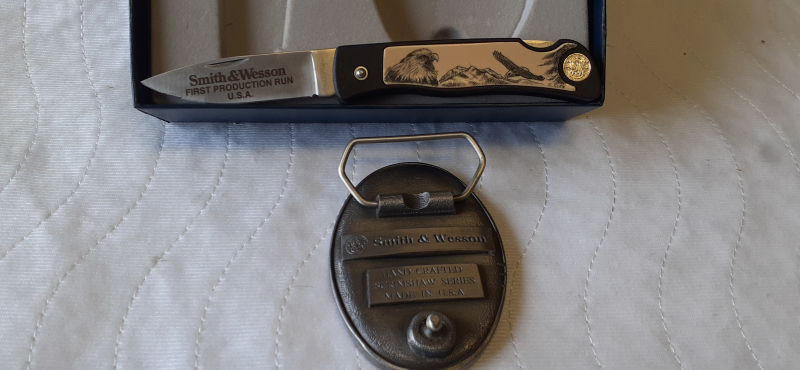 Smith & Wesson
FIRST PRODUCTION RUN
U.S.A.
Smith & Wesson
HAND CRAFTED
SCRIMSHAW SERIES
MADE IN U.S.A.